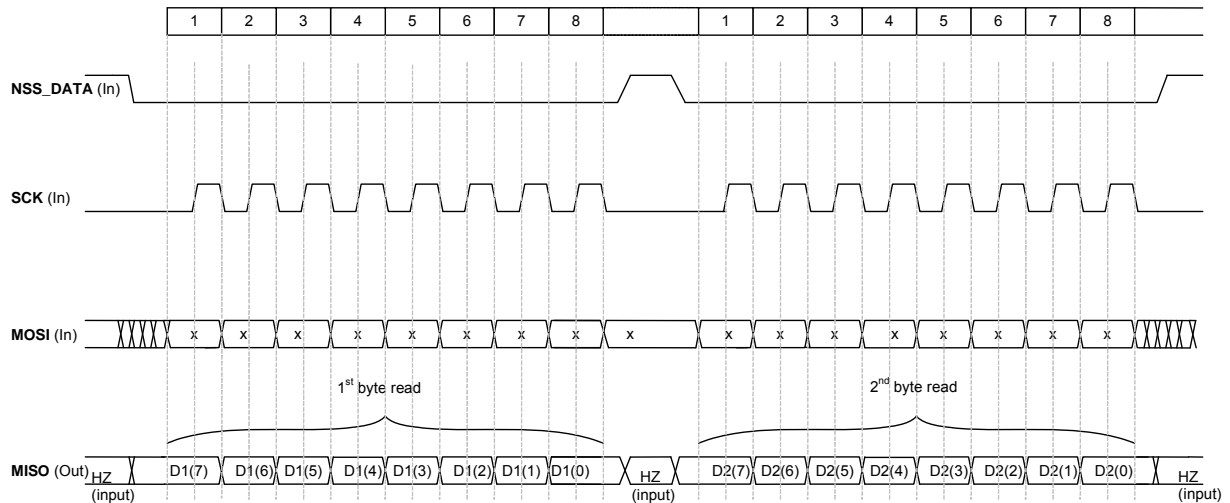 1 2 3 4 5 6 7 8 1 2 3 4 5 6 7 8
NSS_DATA (In)
SCK (In)
MOSI (In) x x x x x x x x x x x x x x x x x
1st byte read 2nd byte read
MISO (Out) HZ D1(7) D1(6) D1(5) D1(4) D1(3) D1(2) D1(1) D1(0) HZ D2(7) D2(6) D2(5) D2(4) D2(3) D2(2) D2(1) D2(0) HZ
(input) (input) (input)